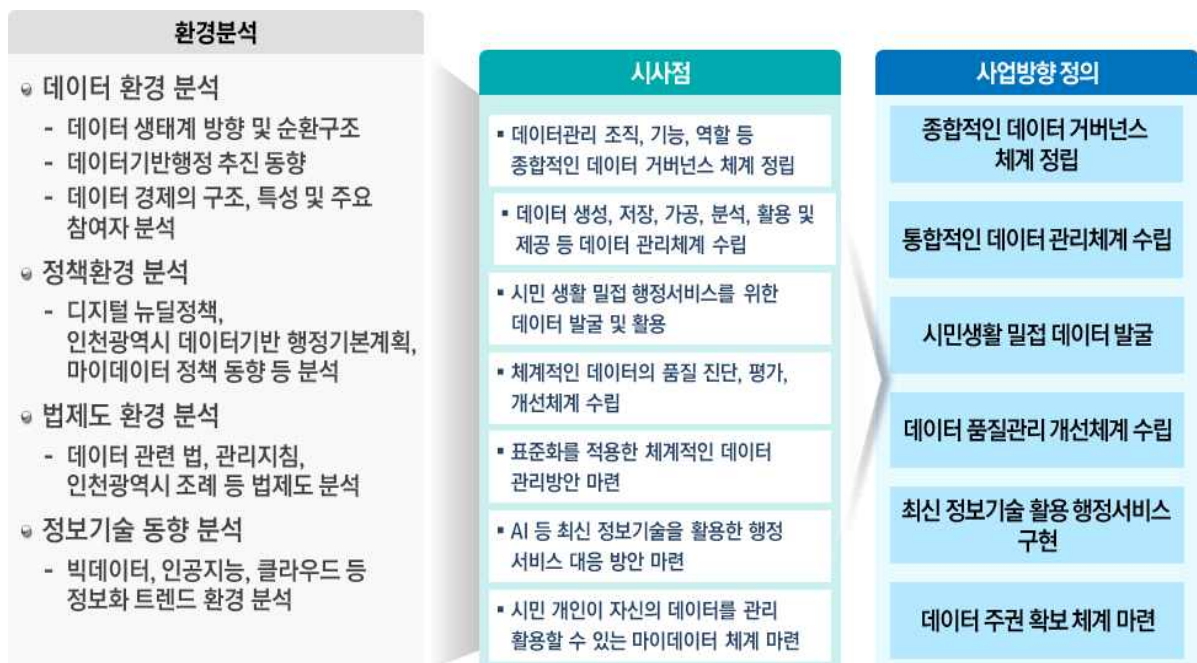 환경분석
데이터 환경 분석
- 데이터 생태계 방향 및 순환구조
- 데이터기반행정 추진 동향
- 데이터 경제의 구조, 특성 및 주요
참여자 분석
정책환경 분석
- 디지털 뉴딜정책,
인천광역시 데이터기반 행정기본계획,
마이데이터 정책 동향 등 분석
법제도 환경 분석
- 데이터 관련 법, 관리지침,
인천광역시 조례 등 법제도 분석
정보기술 동향 분석
- 빅데이터, 인공지능, 클라우드 등
정보화 트렌드 환경 분석
시사점
▪ 데이터관리 조직, 기능, 역할 등
종합적인 데이터 거버넌스 체계 정립
▪ 데이터 생성, 저장, 가공, 분석, 활용 및
제공 등 데이터 관리체계 수립
▪ 시민 생활 밀접 행정서비스를 위한
데이터 발굴 및 활용
▪ 체계적인 데이터의 품질 진단, 평가,
개선체계 수립
▪ 표준화를 적용한 체계적인 데이터
관리방안 마련
▪ AI 등 최신 정보기술을 활용한 행정
서비스 대응 방안 마련
▪ 시민 개인이 자신의 데이터를 관리
활용할 수 있는 마이데이터 체계 마련
사업방향 정의
종합적인 데이터 거버넌스
체계 정립
통합적인 데이터 관리체계 수립
시민생활 밀접 데이터 발굴
데이터 품질관리 개선체계 수립
최신 정보기술 활용 행정서비스
구현
데이터 주권 확보 체계 마련